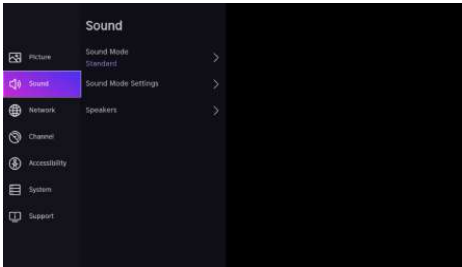 Sound
Picture
Sound
Network
Channel
Accessibility
System
Support
Sound Mode
Standard
Sound Mode Settings
Speakers